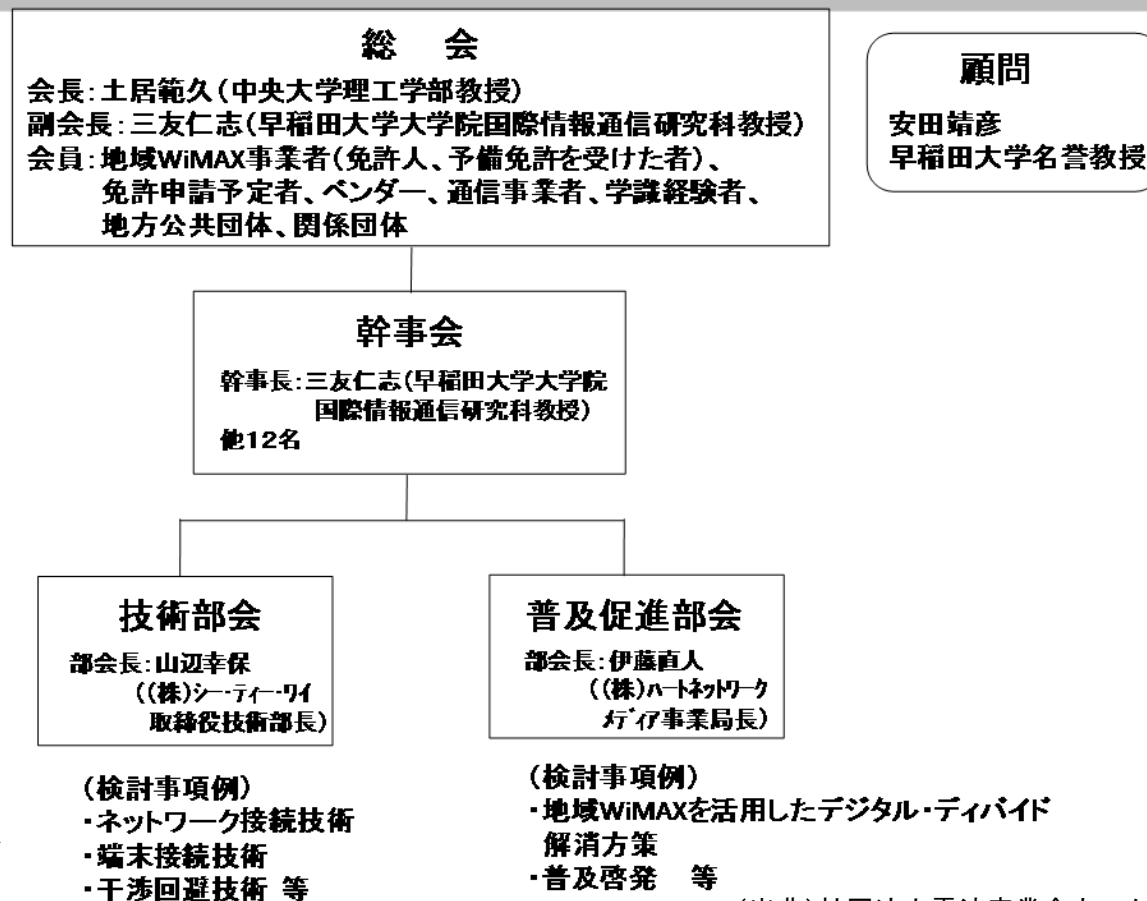 総 会
会長:土居範久(中央大学理工学部教授)
副会長:三友仁志(早稲田大学大学院国際情報通信研究科教授)
会員:地域WiMAX事業者(免許人、予備免許を受けた者)、
免許申請予定者、ベンダー、通信事業者、学識経験者、
地方公共団体、関係団体
顧問
安田靖彦
早稲田大学名誉教授
幹事会
幹事長:三友仁志(早稲田大学大学院
国際情報通信研究科教授)
他12名
技術部会
部会長:山辺幸保
((株)シー・ティー・ワイ
取締役技術部長)
(検討事項例)
・ネットワーク接続技術
・端末接続技術
・干渉回避技術 等
普及促進部会
部会長:伊藤直人
((株)ハートネットワーク
メディア事業局長)
(検討事項例)
・地域WiMAXを活用したデジタル・ディバイド
解消方策
・普及啓発 等